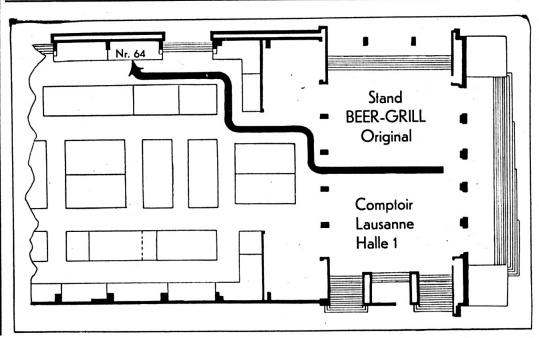 Nr. 64
Stand
BEER-GRILL
Original
Comptoir
Lausanne
Halle 1